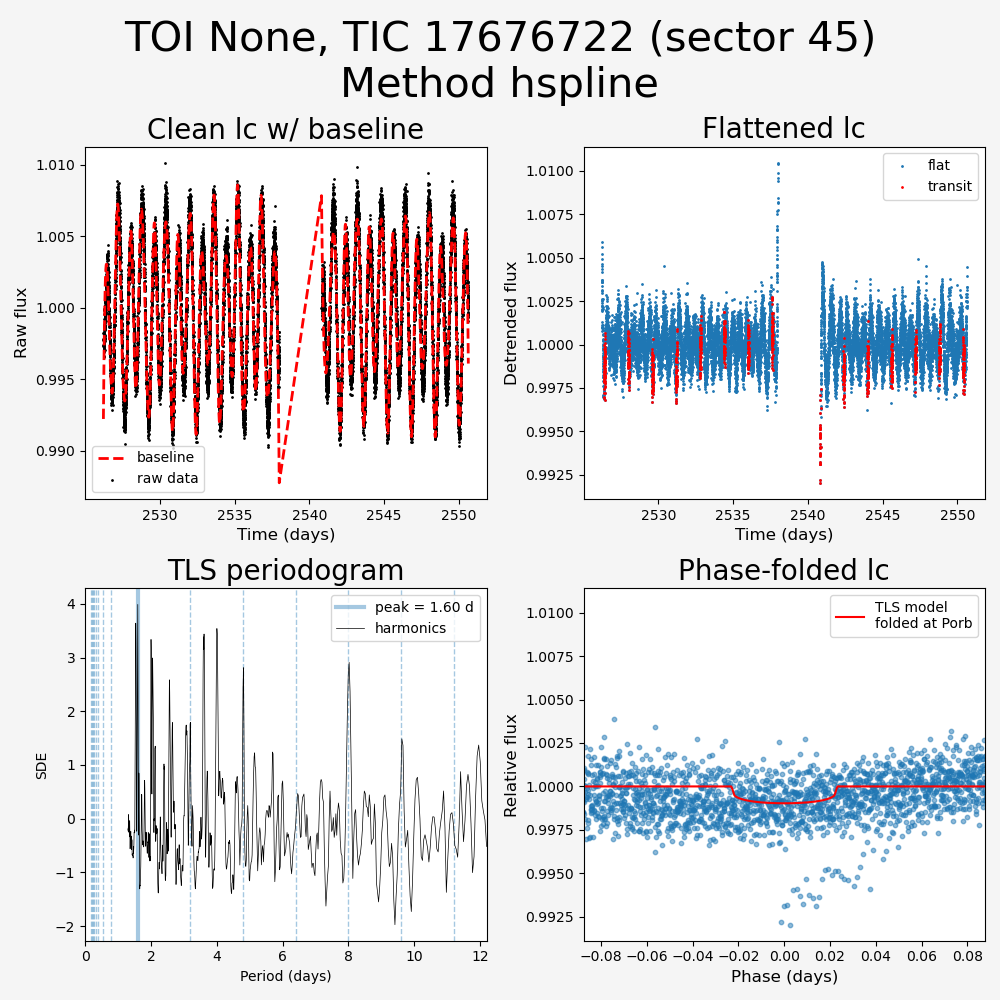 TOI None, TIC 17676722 (sector 45)
Method hspline
Clean lc w/ baseline
Raw flux
1.010
1.005
1.000
0.995
0.990
baseline
raw data
2530
2535
2540
2545
2550
Time (days)
Flattened lc
Detrended flux
1.0100
1.0075
1.0050
1.0025
1.0000
0.9975
0.9950
0.9925
flat
transit
2530
2535
2540
2545
2550
Time (days)
TLS periodogram
SDE
4
3
2
1
0
−1
−2
peak = 1.60 d
harmonics
0
2
4
6
8
10
12
Period (days)
Phase-folded lc
Relative flux
1.0100
1.0075
1.0050
1.0025
1.0000
0.9975
0.9950
0.9925
TLS model
folded at Porb
−0.08
−0.06
−0.04
−0.02
0.00
0.02
0.04
0.06
0.08
Phase (days)